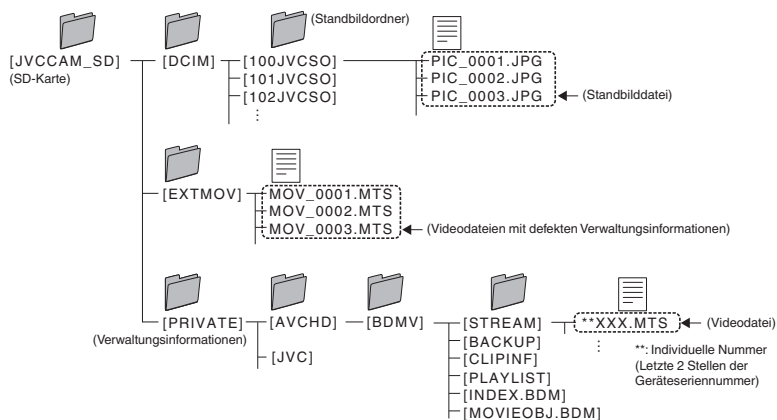 (Standbildordner)
[JVCCAM_SD]
(SD-Karte)
[DCIM]
[100JVCSO]
[101JVCSO]
[102JVCSO]
PIC_0001.JPG
PIC_0002.JPG
PIC_0003.JPG
(Standbilddatei)
[EXTMOV]
MOV_0001.MTS
MOV_0002.MTS
MOV_0003.MTS
(Videodateien mit defekten Verwaltungsinformationen)
[PRIVATE]
(Verwaltungsinformationen)
[AVCHD]
[JVC]
[BDMV]
[STREAM]
[BACKUP]
[CLIPINF]
[PLAYLIST]
[INDEX.BDM]
[MOVIEOBJ.BDM]
**XXX.MTS
(Videodatei)
**: Individuelle Nummer
(Letzte 2 Stellen der
Geräteseriennummer)